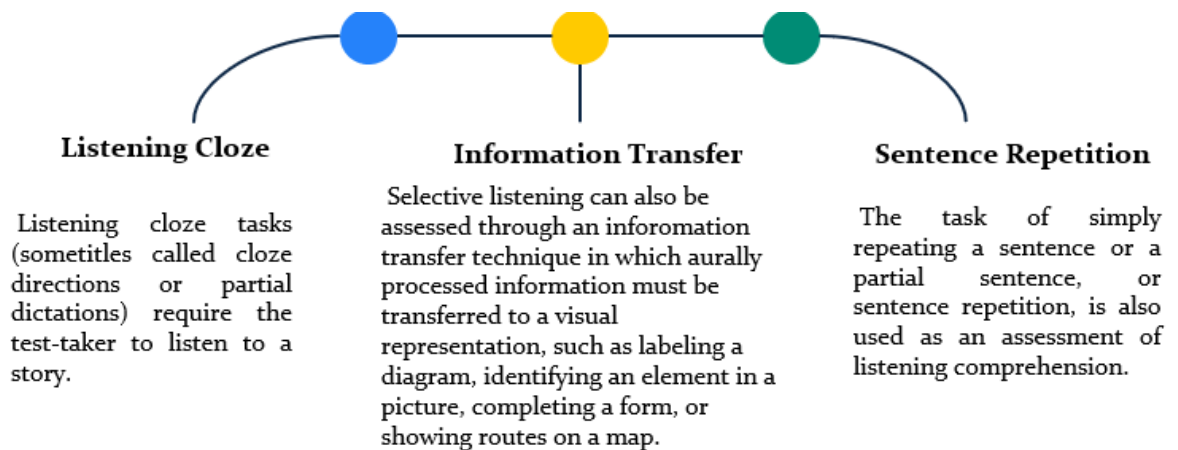 Listening Cloze
Listening cloze tasks
(sometitles called cloze
directions or partial
dictations) require the
test-taker to listen to a
story.
Information Transfer
Selective listening can also be
assessed through an inforomation
transfer technique in which aurally
processed information must be
transferred to a visual
representation, such as labeling a
diagram, identifying an element in a
picture, completing a form, or
showing routes on a map.
Sentence Repetition
The task of simply
repeating a sentence or a
partial sentence, or
sentence repetition, is also
used as an assessment of
listening comprehension.